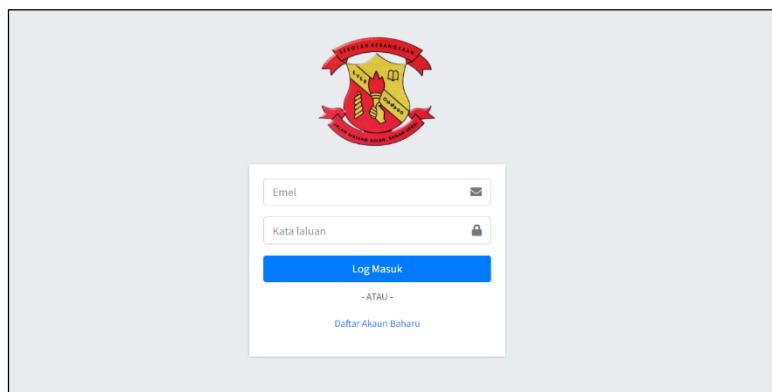 SEKOLAH KEBANGSAAN
Emel
Kata laluan
Log Masuk
- ATAU -
Daftar Akaun Baharu